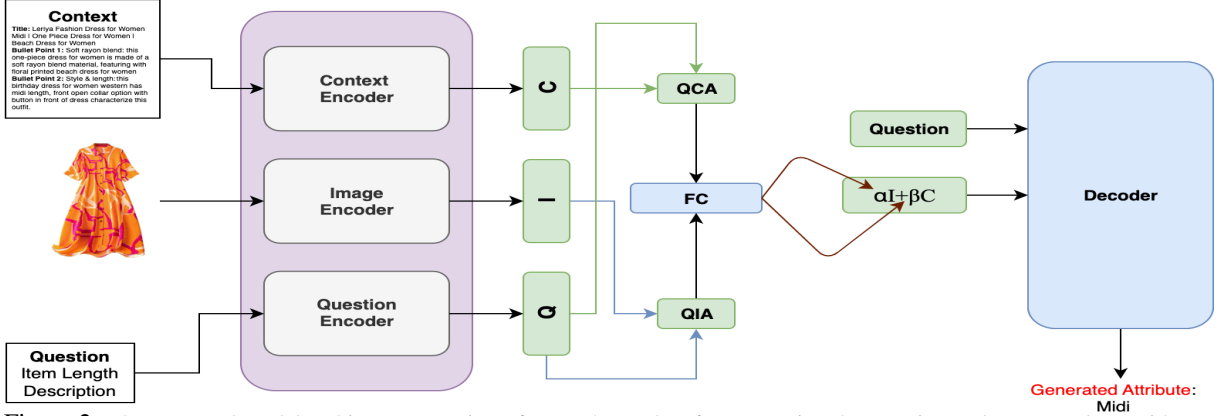 Context
Title: Leriya Fashion Dress for Women
Midi I One Piece Dress for Women I
Beach Dress for Women
Bullet Point 1: Soft rayon blend: this
one-piece dress for women is made of a
soft rayon blend material, featuring with
floral printed beach dress for women
Bullet Point 2: Style & length: this
birthday dress for women western has
midi length, front open collar option with
button in front of dress characterize this
outfit.
Context
Encoder
C
QCA
Question
Image
Encoder
I
FC
αI+βC
Decoder
Question
Encoder
Q
QIA
Question
Item Length
Description
Generated Attribute:
Midi